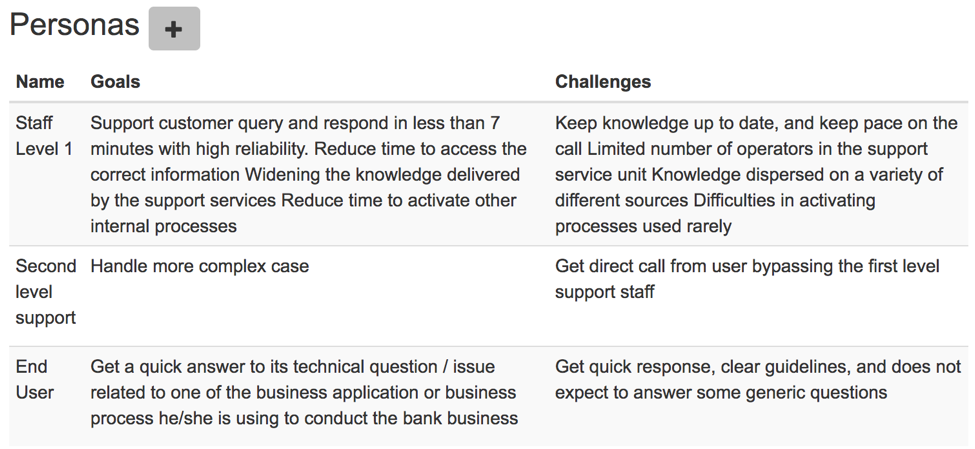 Personas +
Name Goals Challenges
Staff Level 1
Support customer query and respond in less than 7
minutes with high reliability. Reduce time to access the
correct information Widening the knowledge delivered
by the support services Reduce time to activate other
internal processes
Keep knowledge up to date, and keep pace on the
call Limited number of operators in the support
service unit Knowledge dispersed on a variety of
different sources Difficulties in activating
processes used rarely
Second
level
support
Handle more complex case
Get direct call from user bypassing the first level
support staff
End
User
Get a quick answer to its technical question / issue
related to one of the business application or business
process he/she is using to conduct the bank business
Get quick response, clear guidelines, and does not
expect to answer some generic questions